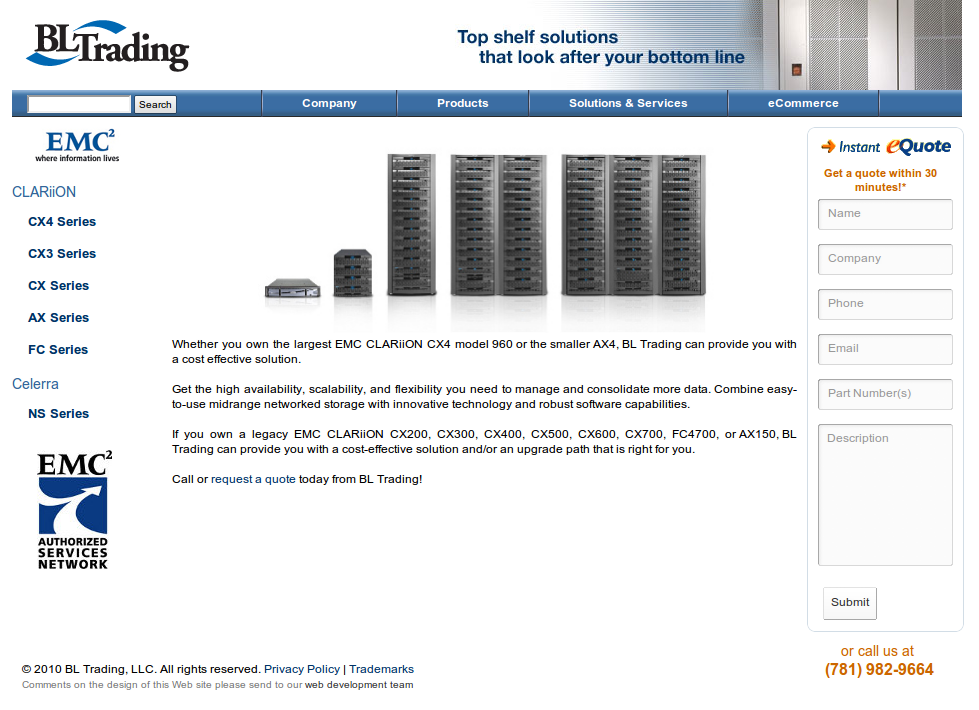 BLTrading
Top shelf solutions
that look after your bottom line
Search
Company
Products
Solutions & Services
eCommerce
EMC²
where information lives
CLARiiON
CX4 Series
CX3 Series
CX Series
AX Series
FC Series
Celerra
NS Series
EMC²
AUTHORIZED
SERVICES
NETWORK
Whether you own the largest EMC CLARiiON CX4 model 960 or the smaller AX4, BL Trading can provide you with
a cost effective solution.
Get the high availability, scalability, and flexibility you need to manage and consolidate more data. Combine easy-
to-use midrange networked storage with innovative technology and robust software capabilities.
If you own a legacy EMC CLARiiON CX200, CX300, CX400, CX500, CX600, CX700, FC4700, or AX150, BL
Trading can provide you with a cost-effective solution and/or an upgrade path that is right for you.
Call or request a quote today from BL Trading!
Instant eQuote
Get a quote within 30
minutes!*
Name
Company
Phone
Email
Part Number(s)
Description
Submit
or call us at
(781) 982-9664
© 2010 BL Trading, LLC. All rights reserved. Privacy Policy | Trademarks
Comments on the design of this Web site please send to our web development team